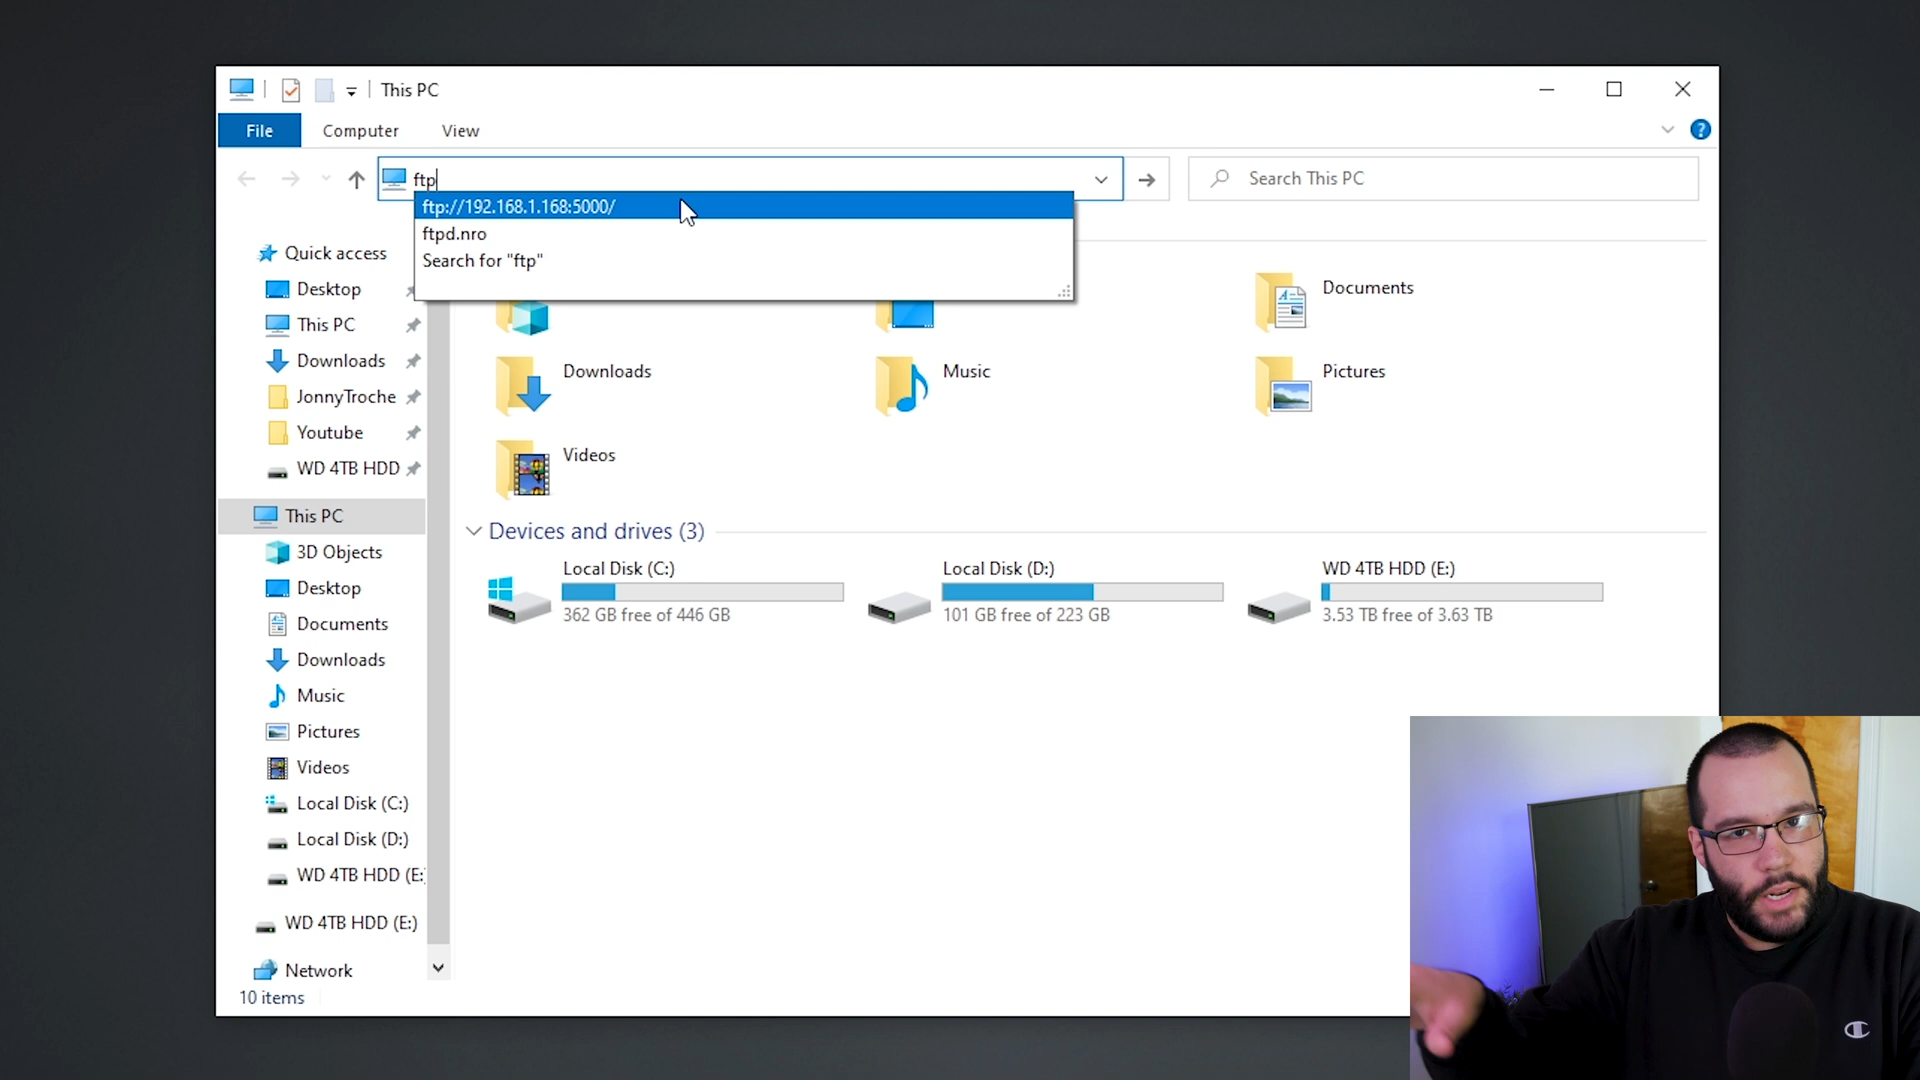 This PC
File
Computer
View
ftp
Search This PC
ftp://192.168.1.168:5000/
ftpd.nro
Search for "ftp"
Quick access
Desktop
This PC
Downloads
JonnyTroche
Youtube
WD 4TB HDD
This PC
3D Objects
Desktop
Documents
Downloads
Music
Pictures
Videos
Local Disk (C:)
Local Disk (D:)
WD 4TB HDD (E:
WD 4TB HDD (E:)
Network
10 items
Documents
Downloads
Music
Pictures
Videos
Devices and drives (3)
Local Disk (C:)
362 GB free of 446 GB
Local Disk (D:)
101 GB free of 223 GB
WD 4TB HDD (E:)
3.53 TB free of 3.63 TB